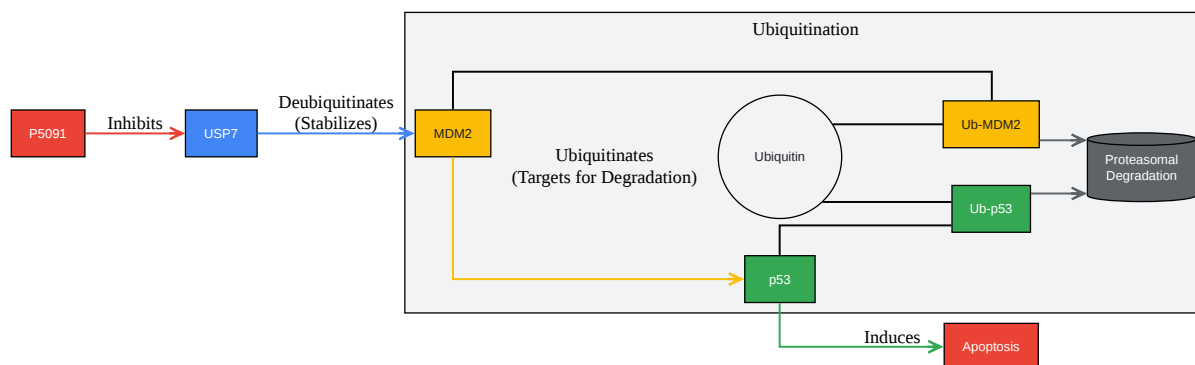 Ubiquitination
P5091
Inhibits
USP7
Deubiquitinates
(Stabilizes)
MDM2
Ubiquitinates
(Targets for Degradation)
Ubiquitin
Ub-MDM2
Proteasomal
Degradation
Ub-p53
p53
Induces
Apoptosis